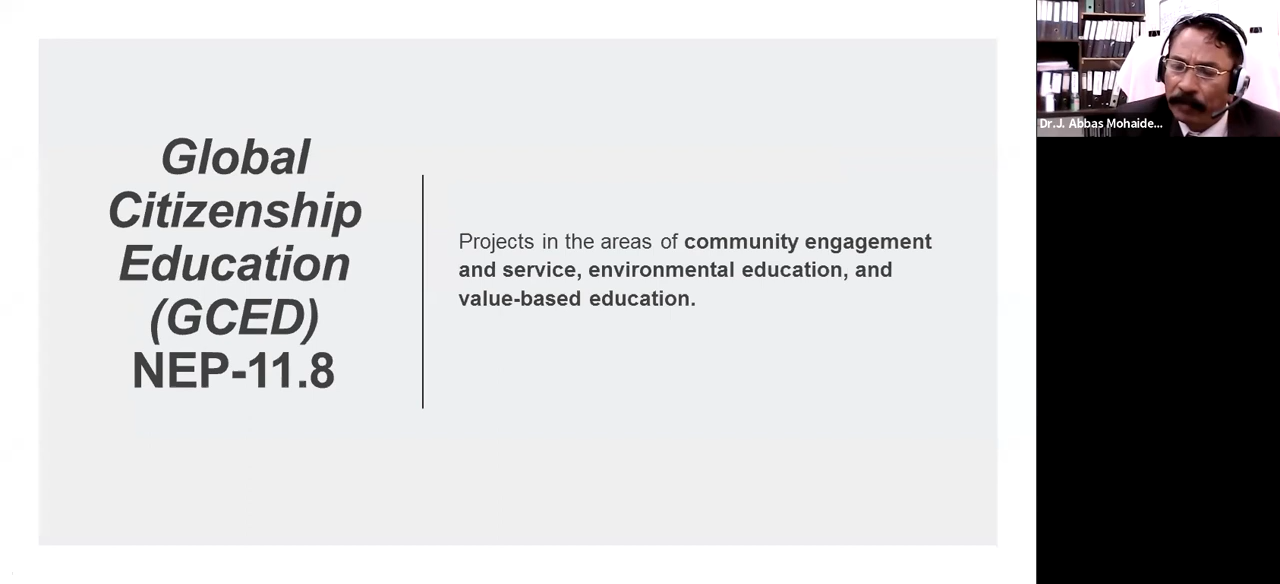 Global
Citizenship
Education
(GCED)
NEP-11.8
Projects in the areas of community engagement
and service, environmental education, and
value-based education.
Dr.J. Abbas Mohaide...